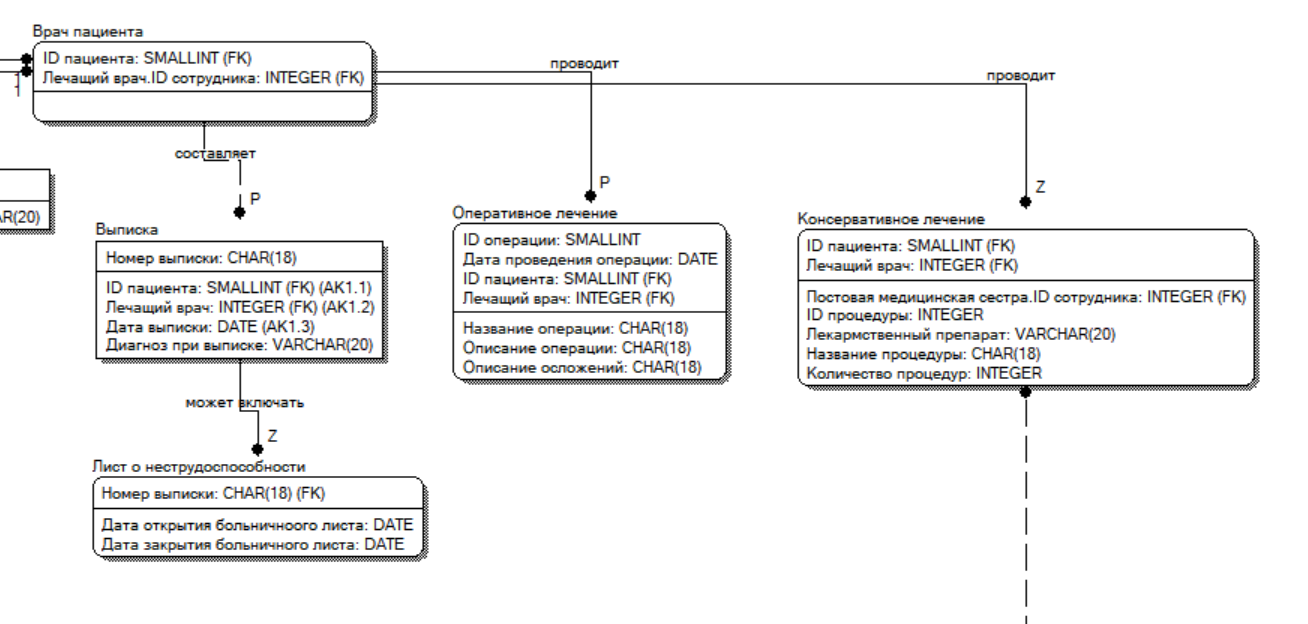 Врач пациента
ID пациента: SMALLINT (FK)
Лечащий врач.ID сотрудника: INTEGER (FK)
1
1
проводит
проводит
составляет
P
P
Z
AR(20)
Выписка
Номер выписки: CHAR(18)
ID пациента: SMALLINT (FK) (AK1.1)
Лечащий врач: INTEGER (FK) (AK1.2)
Дата выписки: DATE (AK1.3)
Диагноз при выписке: VARCHAR(20)
Оперативное лечение
ID операции: SMALLINT
Дата проведения операции: DATE
ID пациента: SMALLINT (FK)
Лечащий врач: INTEGER (FK)
Название операции: CHAR(18)
Описание операции: CHAR(18)
Описание осложений: CHAR(18)
Консервативное лечение
ID пациента: SMALLINT (FK)
Лечащий врач: INTEGER (FK)
Постовая медицинская сестра.ID сотрудника: INTEGER (FK)
ID процедуры: INTEGER
Лекармственный препарат: VARCHAR(20)
Название процедуры: CHAR(18)
Количество процедур: INTEGER
может включать
Z
Лист о неструдоспособности
Номер выписки: CHAR(18) (FK)
Дата открытия больничноого листа: DATE
Дата закрытия больничного листа: DATE